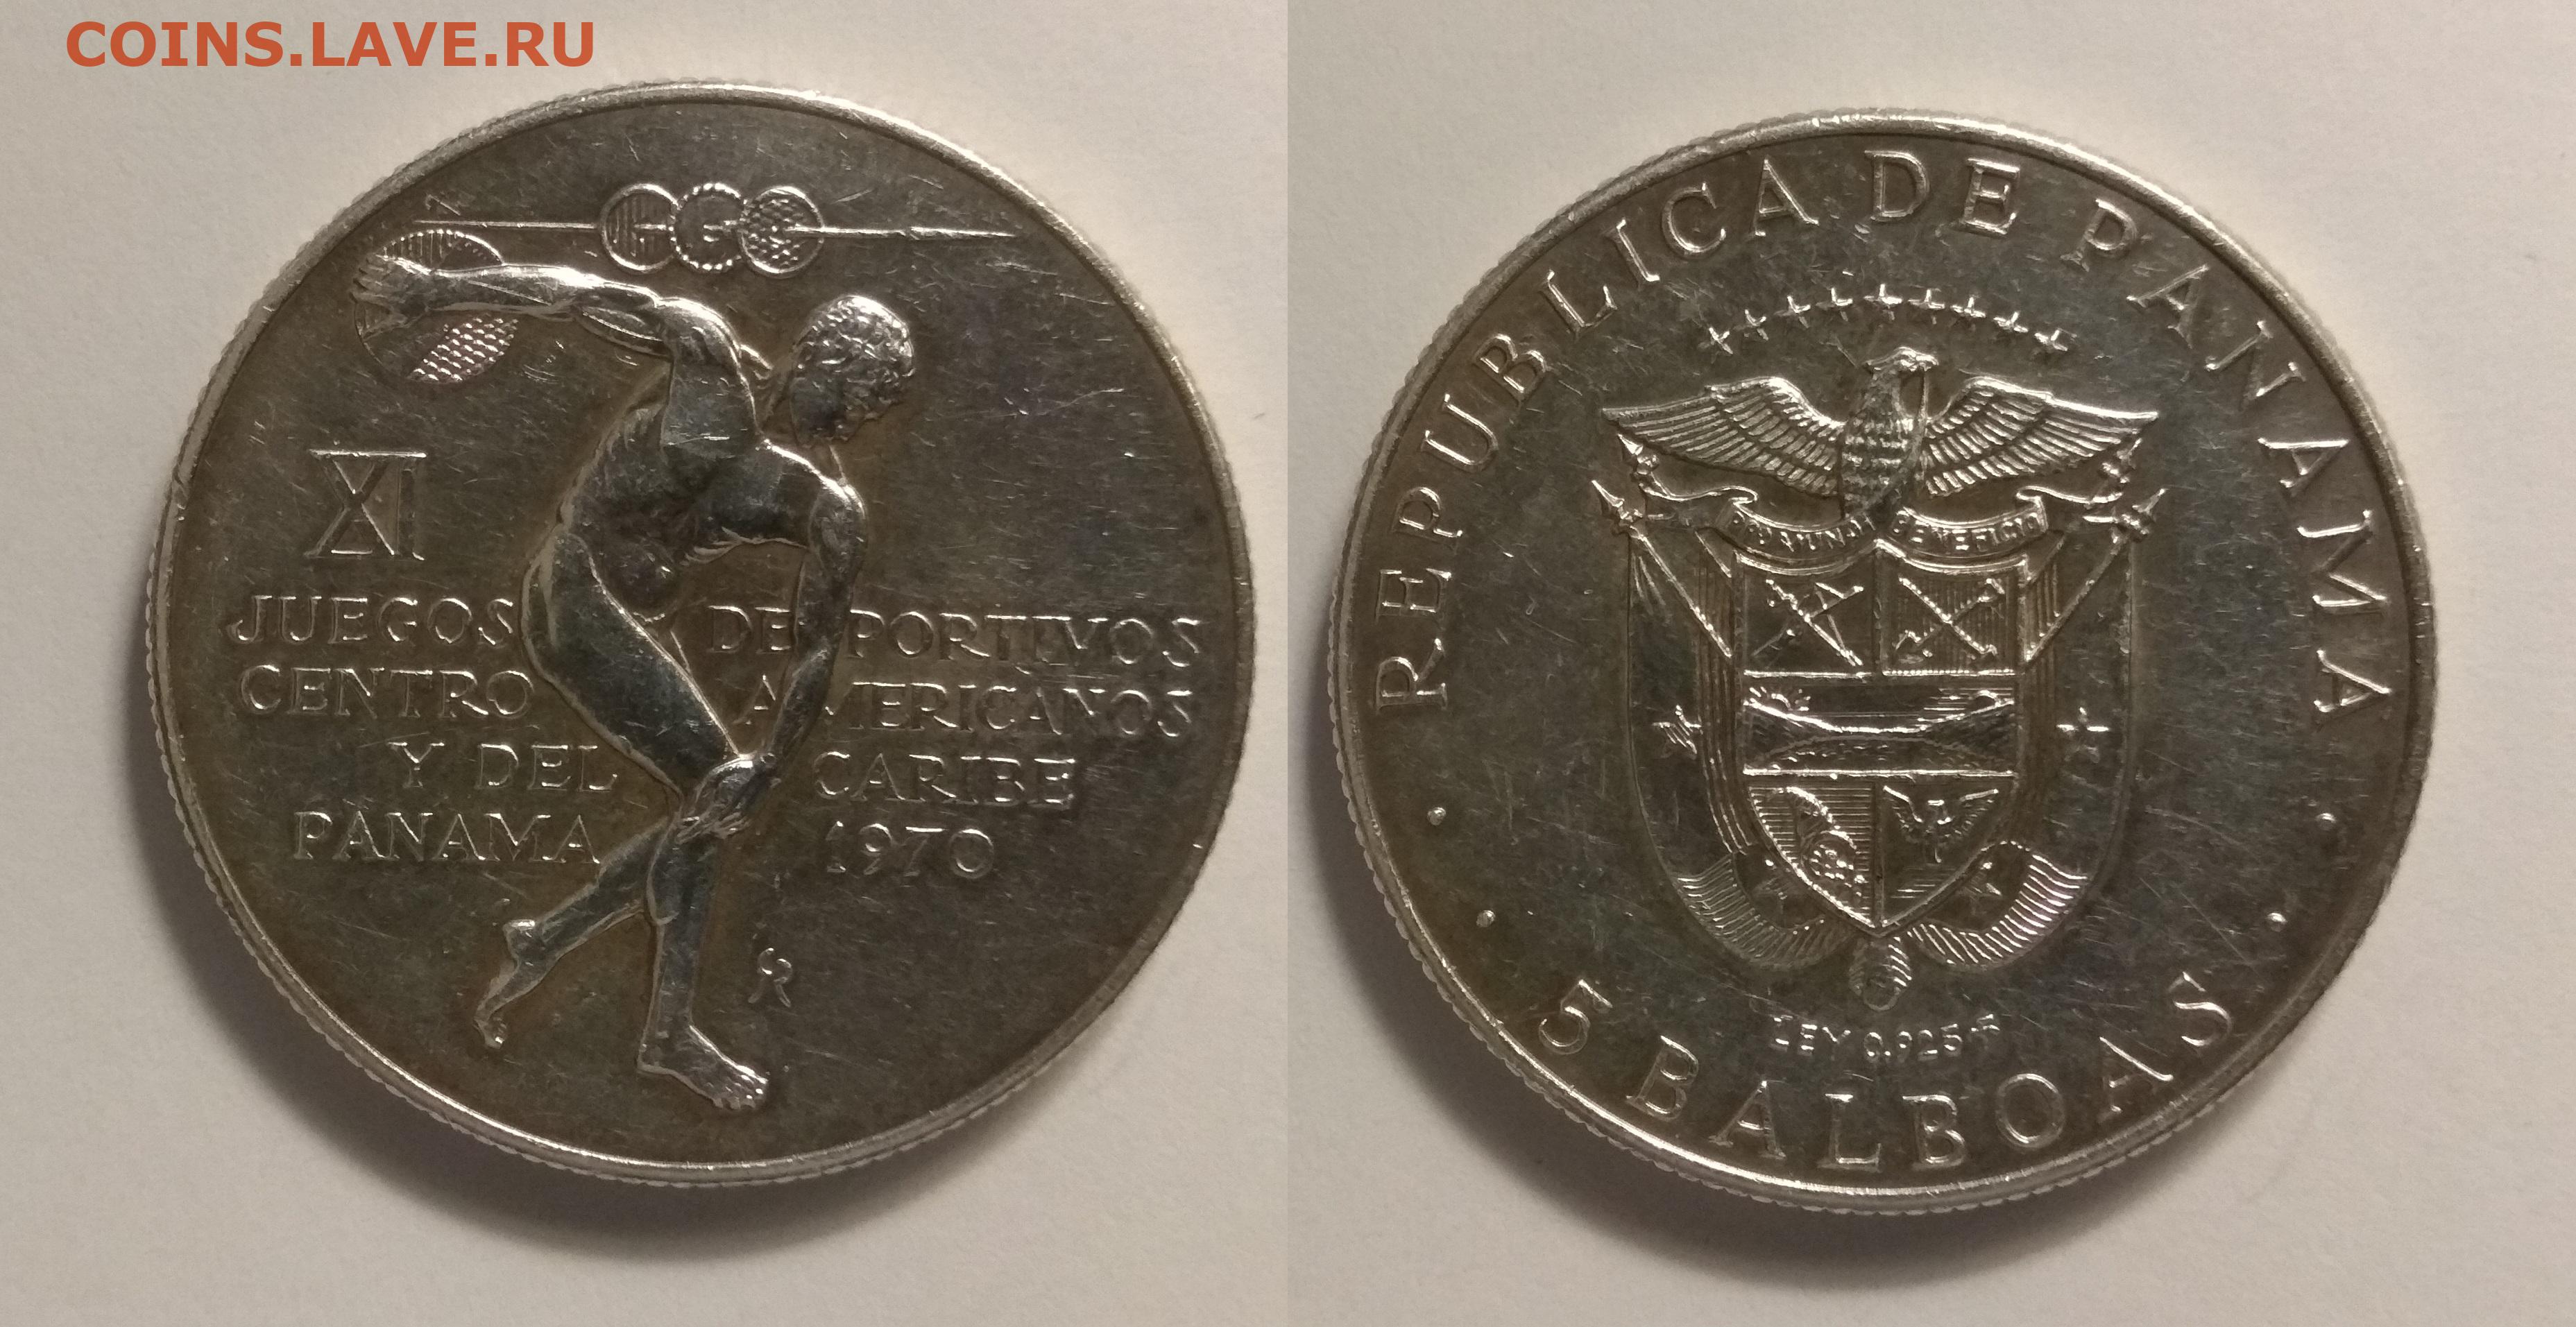 COINS.LAVE.RU
XI
JUEGOS DEPORTIVOS
CENTRO AMERICANOS
Y DEL CARIBE
PANAMA 1970
REPUBLICA DE PANAMA
PRO MUNDI BENEFICIO
LEY 0.925
5 BALBOAS